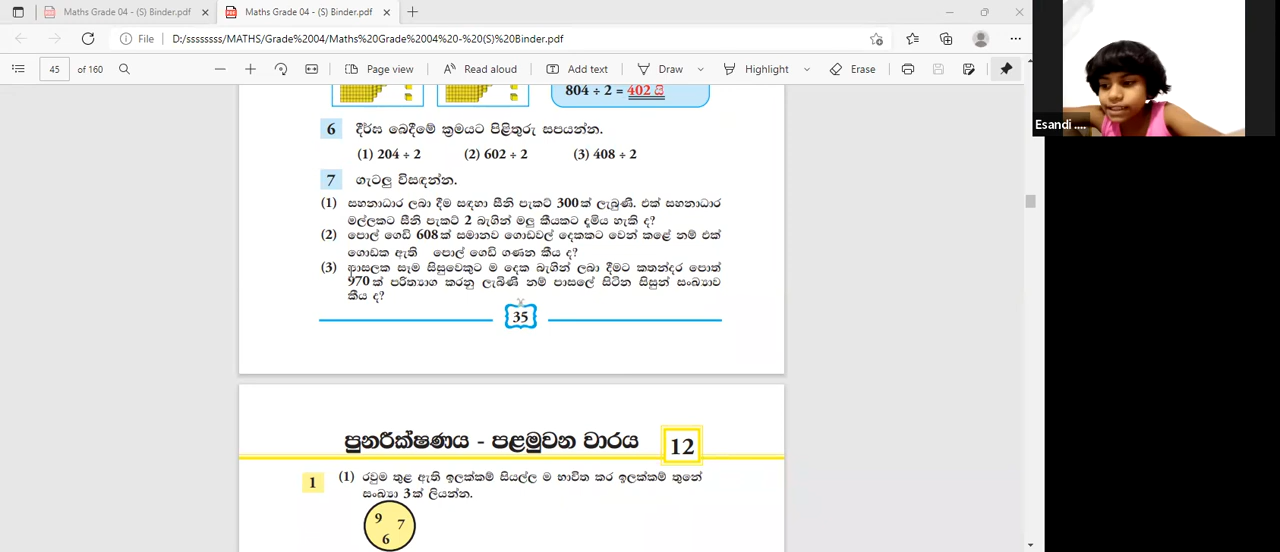 Maths Grade 04 - (S) Binder.pdf
Maths Grade 04 - (S) Binder.pdf
File D:/ssssssss/MATHS/Grade%2004/Maths%20Grade%2004%20-%20(S)%20Binder.pdf
45 of 160 Page view Read aloud Add text Draw Highlight Erase
804 ÷ 2 = 402 යි
6 දීර්ඝ බෙදීමේ ක්‍රමයට පිළිතුරු සපයන්න.
(1) 204 ÷ 2 (2) 602 ÷ 2 (3) 408 ÷ 2
7 ගැටලු විසඳන්න.
(1) සහනාධාර ලබා දීම සඳහා සීනි පැකට් 300ක් ලැබුණි. එක් සහනාධාර
මල්ලකට සීනි පැකට් 2 බැගින් මලු කීයකට දැමිය හැකි ද?
(2) පොල් ගෙඩි 608ක් සමානව ගොඩවල් දෙකකට වෙන් කළේ නම් එක්
ගොඩක ඇති පොල් ගෙඩි ගණන කීය ද?
(3) පාසලක සෑම සිසුවෙකුට ම දෙක බැගින් ලබා දීමට කතන්දර පොත්
970ක් පරිත්‍යාග කරනු ලැබිණි නම් පාසලේ සිටින සිසුන් සංඛ්‍යාව
කීය ද?
35
පුනරීක්ෂණය - පළමුවන වාරය 12
1 (1) රවුම තුළ ඇති ඉලක්කම් සියල්ල ම භාවිත කර ඉලක්කම් තුනේ
සංඛ්‍යා 3ක් ලියන්න.
9 7
6
Esandi ....